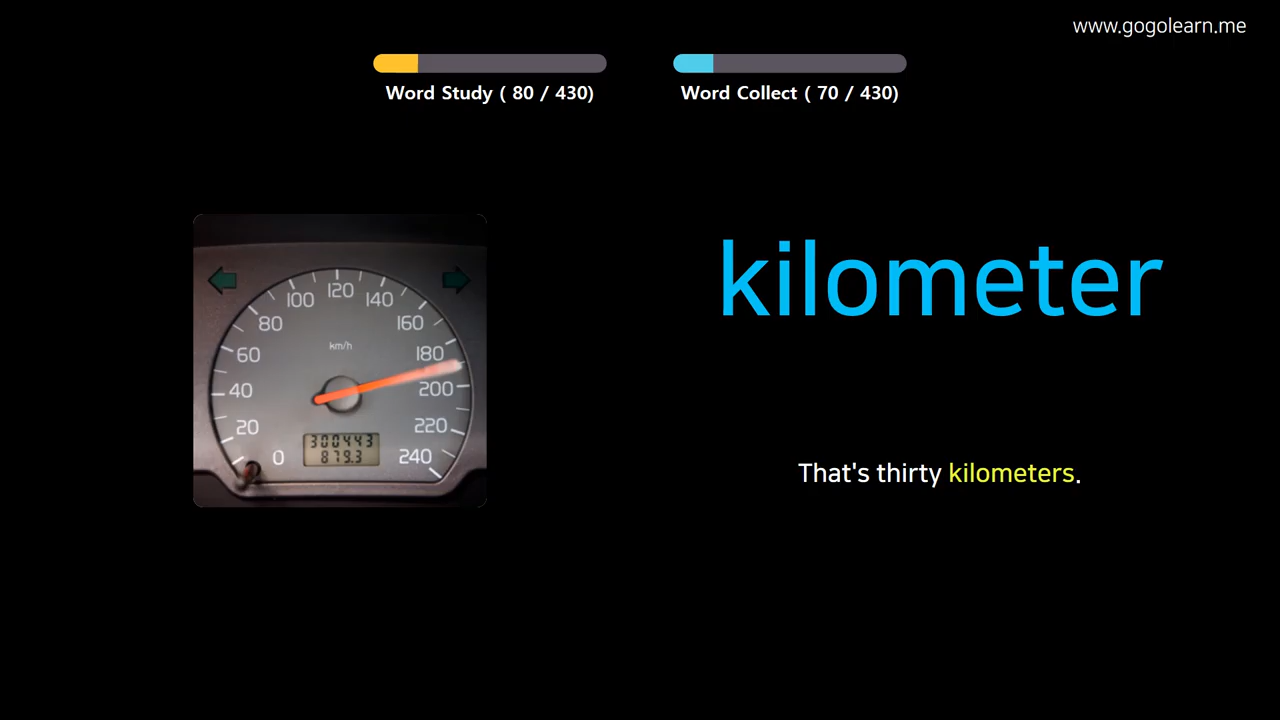 www.gogolearn.me
Word Study ( 80 / 430)
Word Collect ( 70 / 430)
kilometer
That's thirty kilometers.
0
20
40
60
80
100
120
140
160
180
200
220
240
km/h
300443
879.3